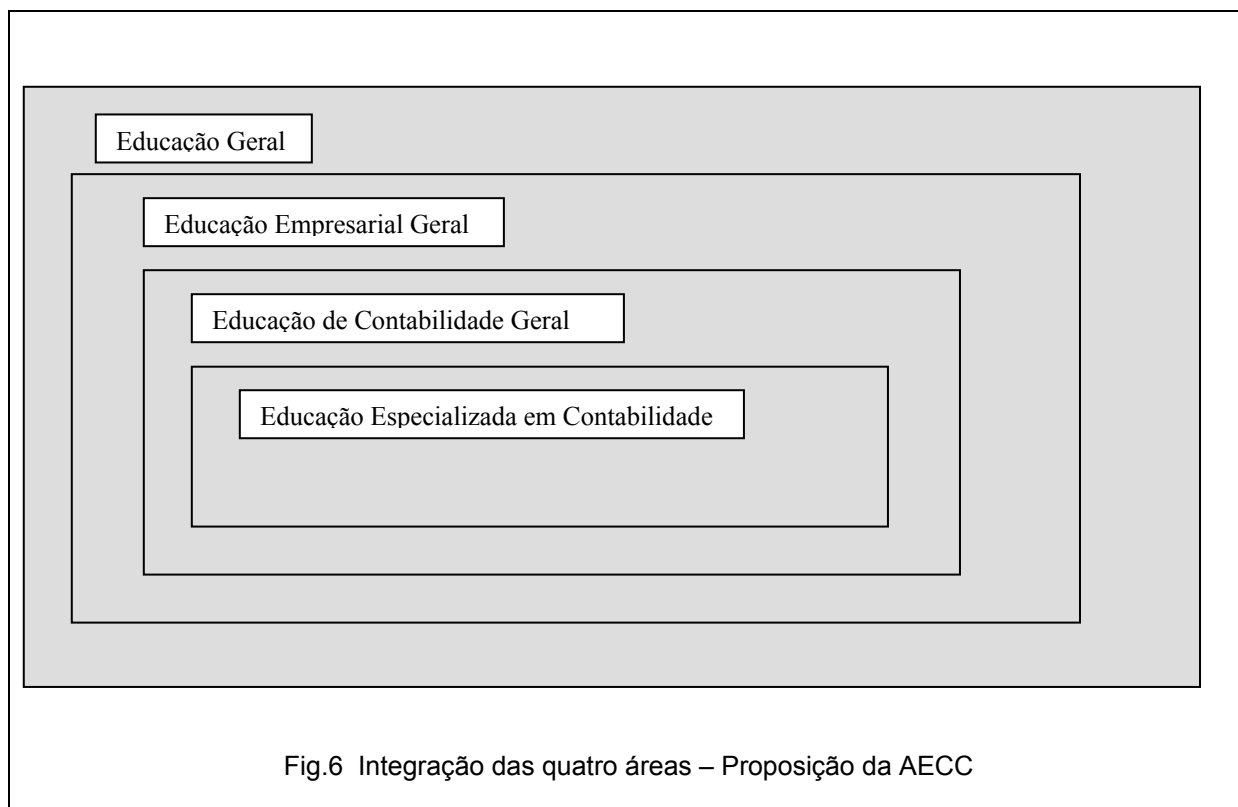 Educação Geral
Educação Empresarial Geral
Educação de Contabilidade Geral
Educação Especializada em Contabilidade
Fig.6 Integração das quatro áreas – Proposição da AECC